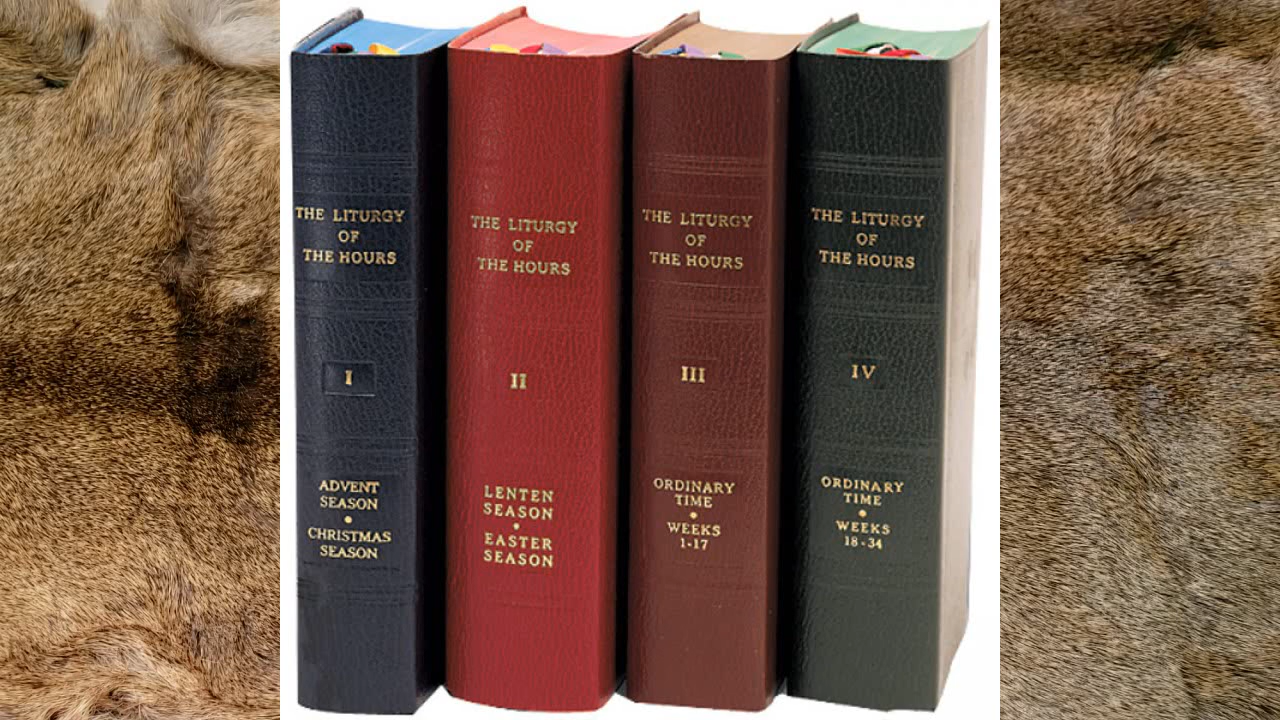 THE LITURGY
OF
THE HOURS
I
ADVENT
SEASON
•
CHRISTMAS
SEASON
THE LITURGY
OF
THE HOURS
II
LENTEN
SEASON
•
EASTER
SEASON
THE LITURGY
OF
THE HOURS
III
ORDINARY
TIME
•
WEEKS
1-17
THE LITURGY
OF
THE HOURS
IV
ORDINARY
TIME
•
WEEKS
18-34